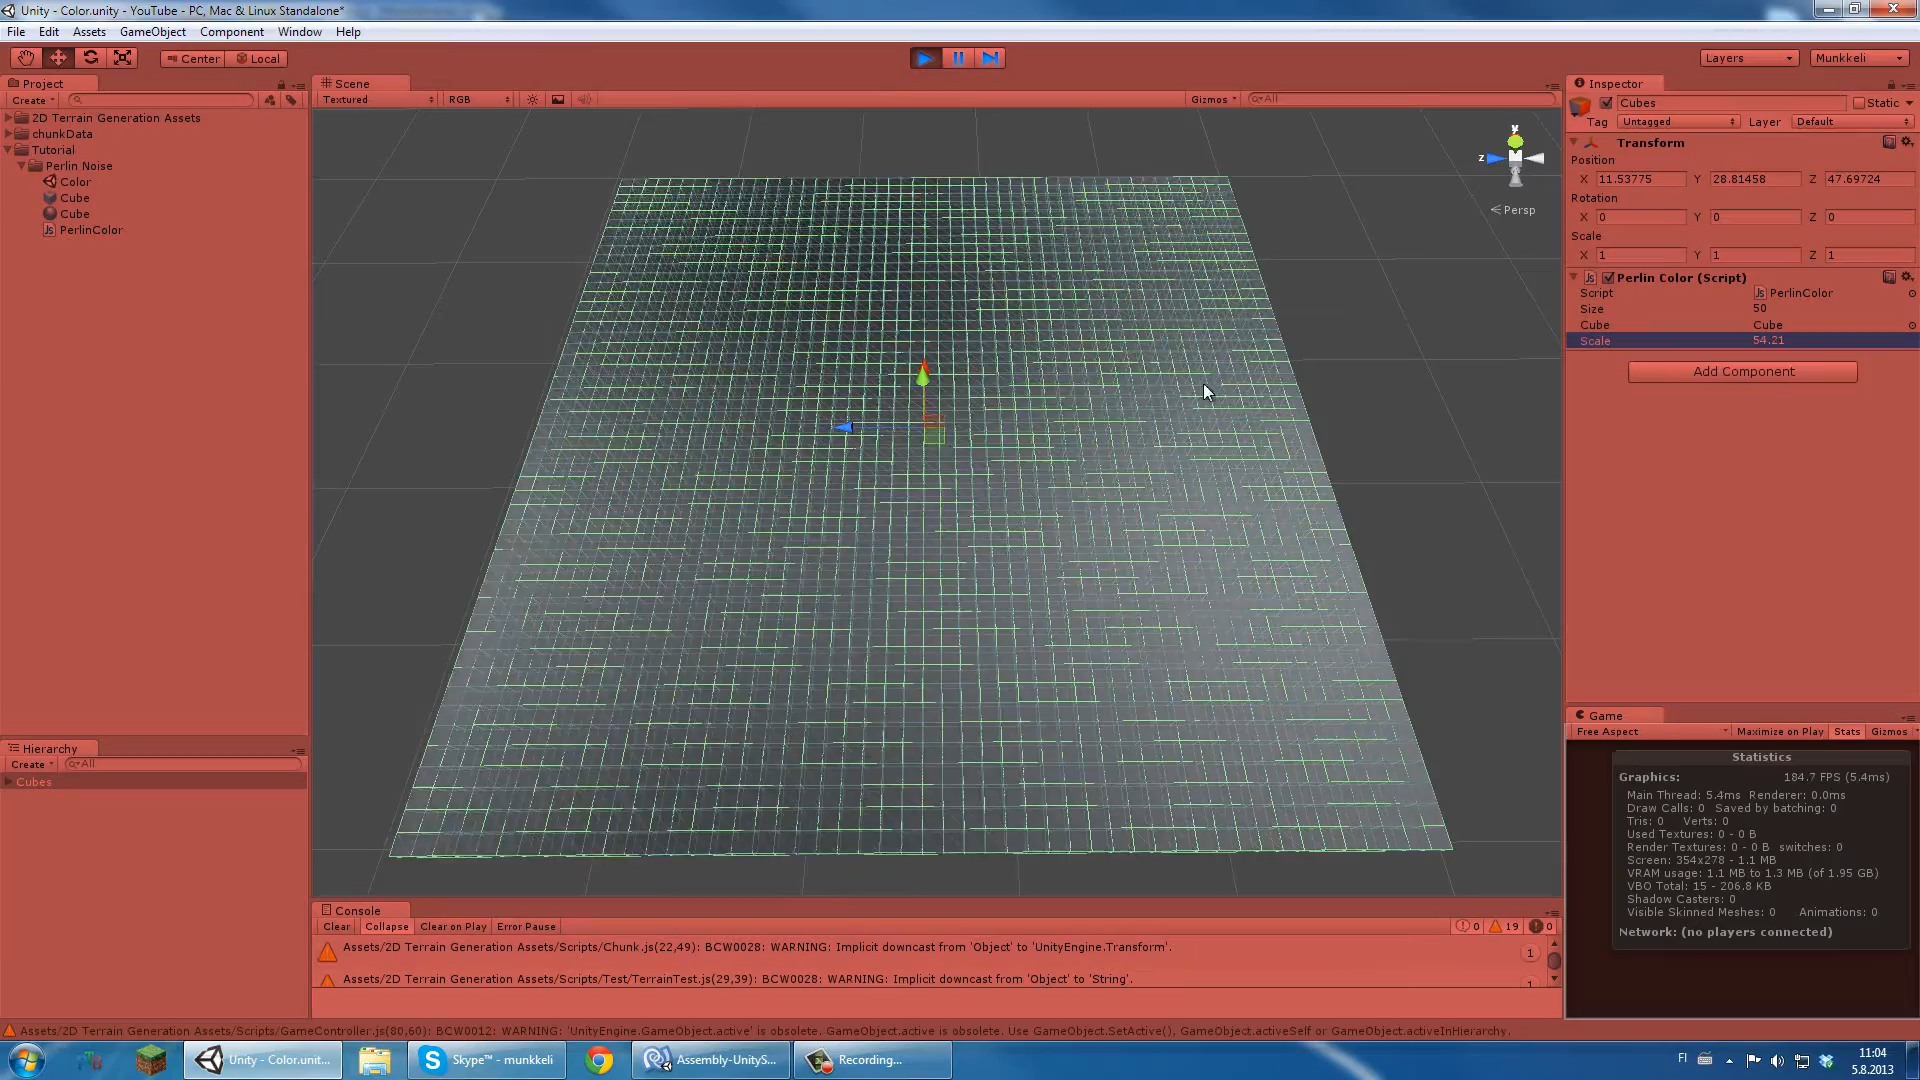 Unity - Color.unity - YouTube - PC, Mac & Linux Standalone*
File Edit Assets GameObject Component Window Help
Center Local Layers Munkkeli
Project
Create
2D Terrain Generation Assets
chunkData
Tutorial
Perlin Noise
Color
Cube
Cube
PerlinColor
Hierarchy
Create All
Cubes
Scene
Textured RGB Gizmos All
y
z
Persp
Inspector
Cubes Static
Tag Untagged Layer Default
Transform
Position
X 11.53775 Y 28.81458 Z 47.69724
Rotation
X 0 Y 0 Z 0
Scale
X 1 Y 1 Z 1
Perlin Color (Script)
Script PerlinColor
Size 50
Cube Cube
Scale 54.21
Add Component
Game
Free Aspect Maximize on Play Stats Gizmos
Statistics
Graphics: 184.7 FPS (5.4ms)
Main Thread: 5.4ms Renderer: 0.0ms
Draw Calls: 0 Saved by batching: 0
Tris: 0 Verts: 0
Used Textures: 0 - 0 B
Render Textures: 0 - 0 B switches: 0
Screen: 354x278 - 1.1 MB
VRAM usage: 1.1 MB to 1.3 MB (of 1.95 GB)
VBO Total: 15 - 206.8 KB
Shadow Casters: 0
Visible Skinned Meshes: 0 Animations: 0
Network: (no players connected)
Console
Clear Collapse Clear on Play Error Pause 0 19 0
Assets/2D Terrain Generation Assets/Scripts/Chunk.js(22,49): BCW0028: WARNING: Implicit downcast from 'Object' to 'UnityEngine.Transform'. 1
Assets/2D Terrain Generation Assets/Scripts/Test/TerrainTest.js(29,39): BCW0028: WARNING: Implicit downcast from 'Object' to 'String'. 1
Assets/2D Terrain Generation Assets/Scripts/GameController.js(80,60): BCW0012: WARNING: 'UnityEngine.GameObject.active' is obsolete. GameObject.active is obsolete. Use GameObject.SetActive(), GameObject.activeSelf or GameObject.activeInHierarchy.
Unity - Color.unit... Skype™ - munkkeli Assembly-UnityS... Recording... FI 11:04
5.8.2013